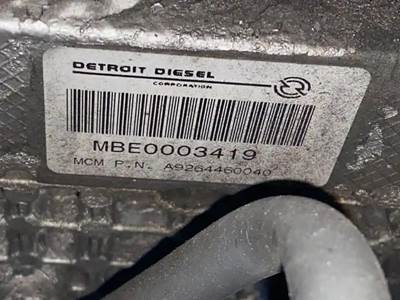 DETROIT DIESEL
CORPORATION
MBE0003419
MCM P.N. A9264460040